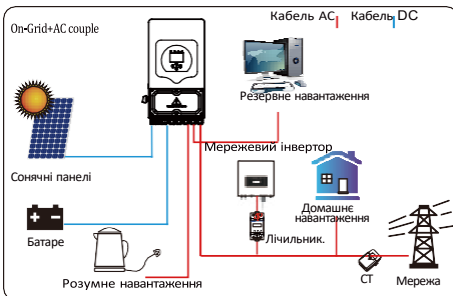 On-Grid+AC couple
Кабель AC
Кабель DC
Резервне навантаження
Мережевий інвертор
Сонячні панелі
Домашнє
навантаження
Батаре
Лічильник.
Розумне навантаження
СТ
Мережа